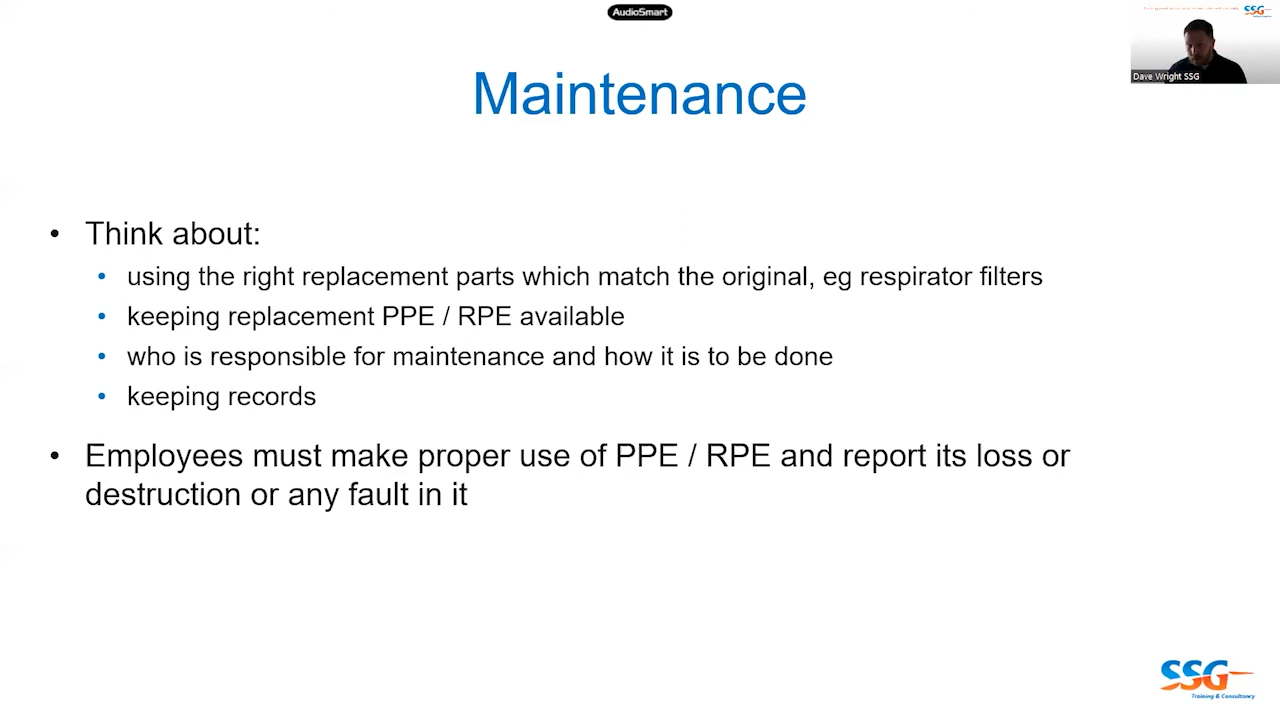 AudioSmart
SSG
Dave Wright SSG
Maintenance
• Think about:
• using the right replacement parts which match the original, eg respirator filters
• keeping replacement PPE / RPE available
• who is responsible for maintenance and how it is to be done
• keeping records
• Employees must make proper use of PPE / RPE and report its loss or
destruction or any fault in it
SSG
Training & Consultancy